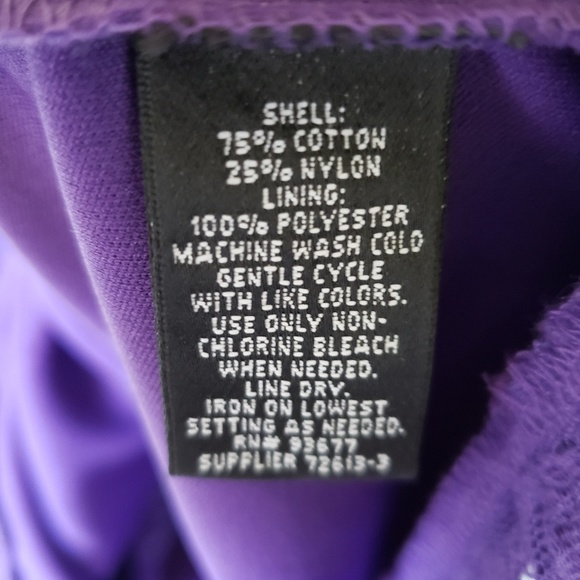 SHELL:
75% COTTON
25% NYLON
LINING:
100% POLYESTER
MACHINE WASH COLD
GENTLE CYCLE
WITH LIKE COLORS.
USE ONLY NON-
CHLORINE BLEACH
WHEN NEEDED.
LINE DRY.
IRON ON LOWEST
SETTING AS NEEDED.
RN# 93677
SUPPLIER 72613-3